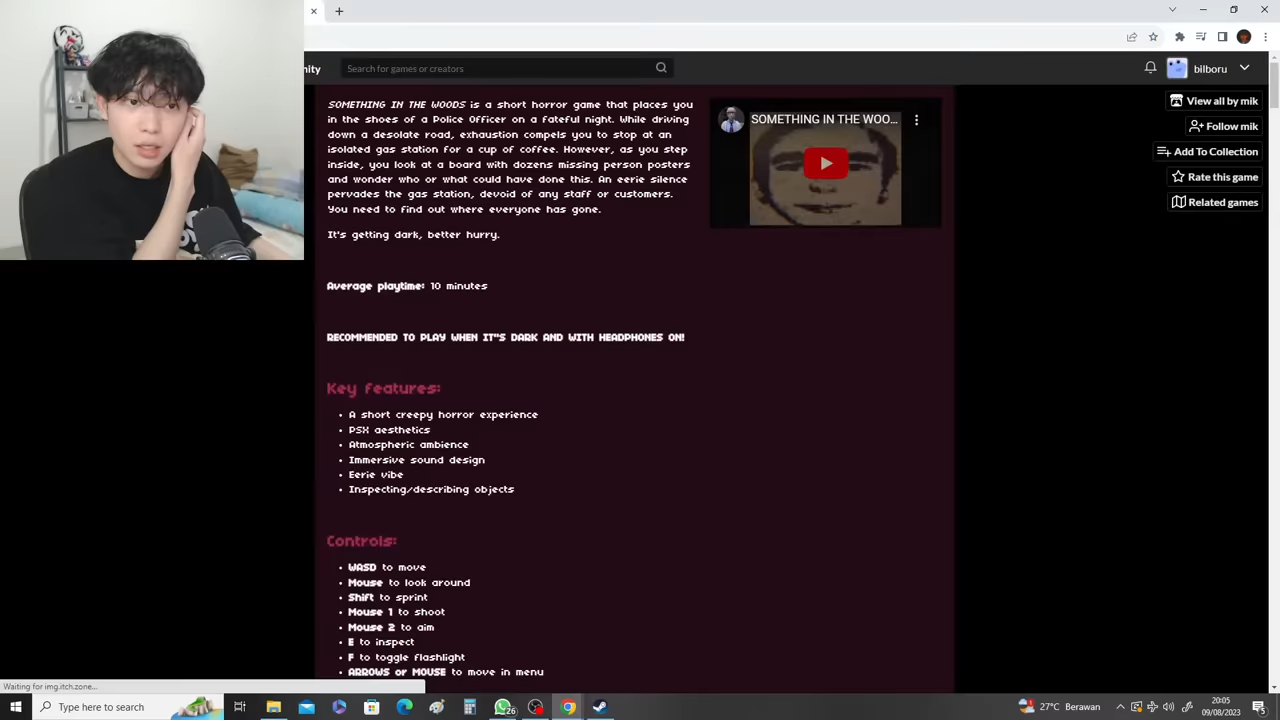 nity
Search for games or creators
bilboru
View all by mik
Follow mik
Add To Collection
Rate this game
Related games
SOMETHING IN THE WOODS is a short horror game that places you
in the shoes of a Police Officer on a fateful night. While driving
down a desolate road, exhaustion compels you to stop at an
isolated gas station for a cup of coffee. However, as you step
inside, you look at a board with dozens missing person posters
and wonder who or what could have done this. An eerie silence
pervades the gas station, devoid of any staff or customers.
You need to find out where everyone has gone.
It's getting dark, better hurry.
SOMETHING IN THE WOO...
Average playtime: 10 minutes
RECOMMENDED TO PLAY WHEN IT"S DARK AND WITH HEADPHONES ON!
Key features:
• A short creepy horror experience
• PSX aesthetics
• Atmospheric ambience
• Immersive sound design
• Eerie vibe
• Inspecting/describing objects
Controls:
• WASD to move
• Mouse to look around
• Shift to sprint
• Mouse 1 to shoot
• Mouse 2 to aim
• E to inspect
• F to toggle flashlight
• ARROWS or MOUSE to move in menu
Waiting for img.itch.zone...
Type here to search
26
27°C Berawan
20:05
09/08/2023
5